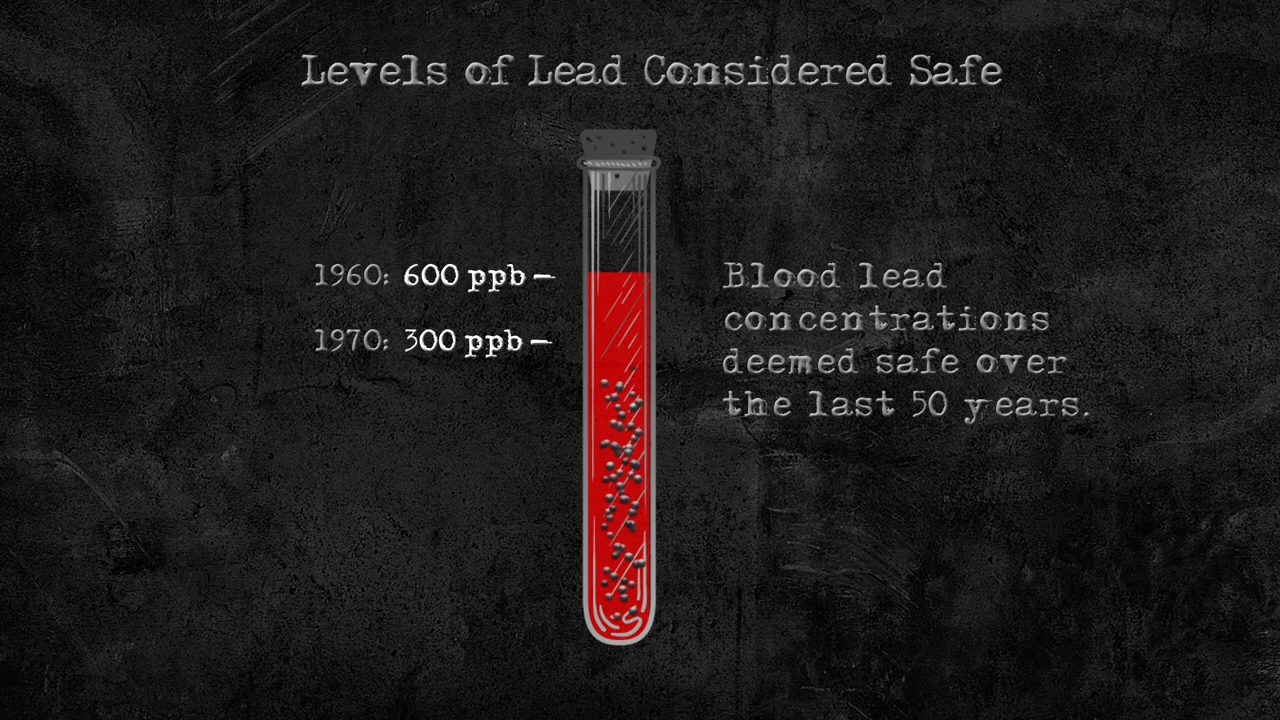 Levels of Lead Considered Safe
1960: 600 ppb –
1970: 300 ppb –
Blood lead
concentrations
deemed safe over
the last 50 years.